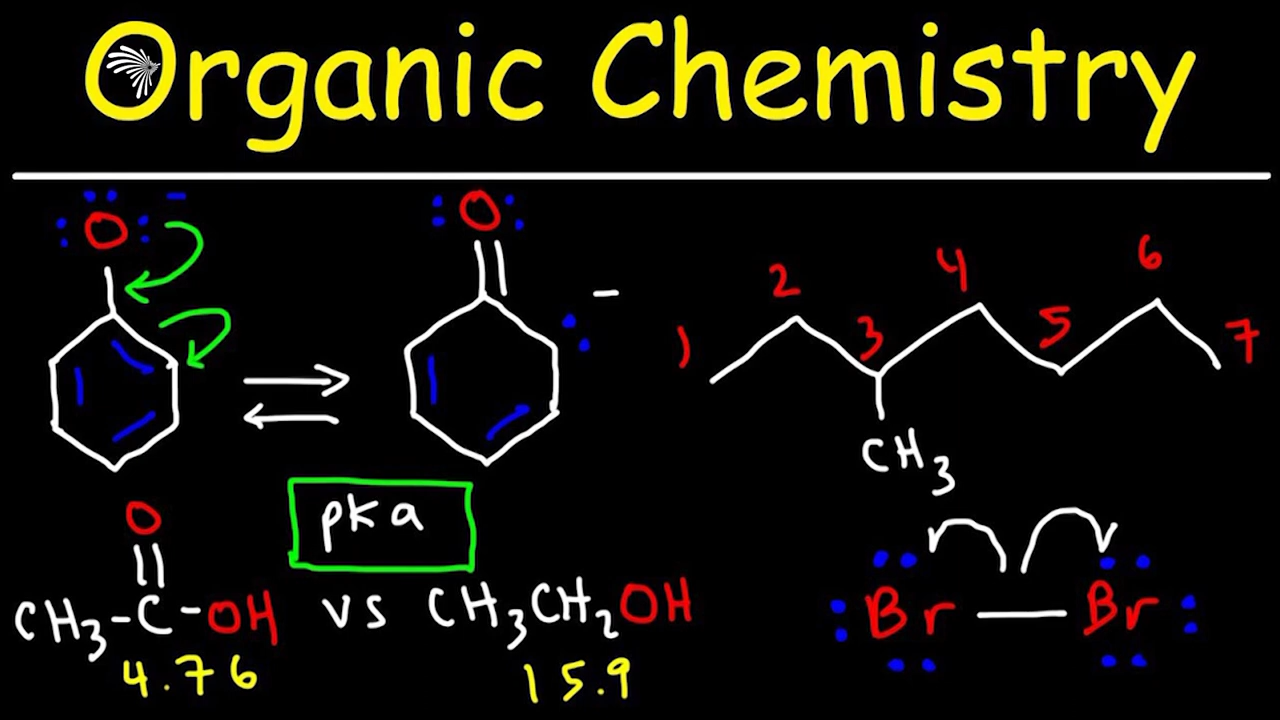 Organic Chemistry
O O
1 2 3 4 5 6 7
CH3
pka
O
CH3-C-OH vs CH3CH2OH
4.76 15.9
Br — Br